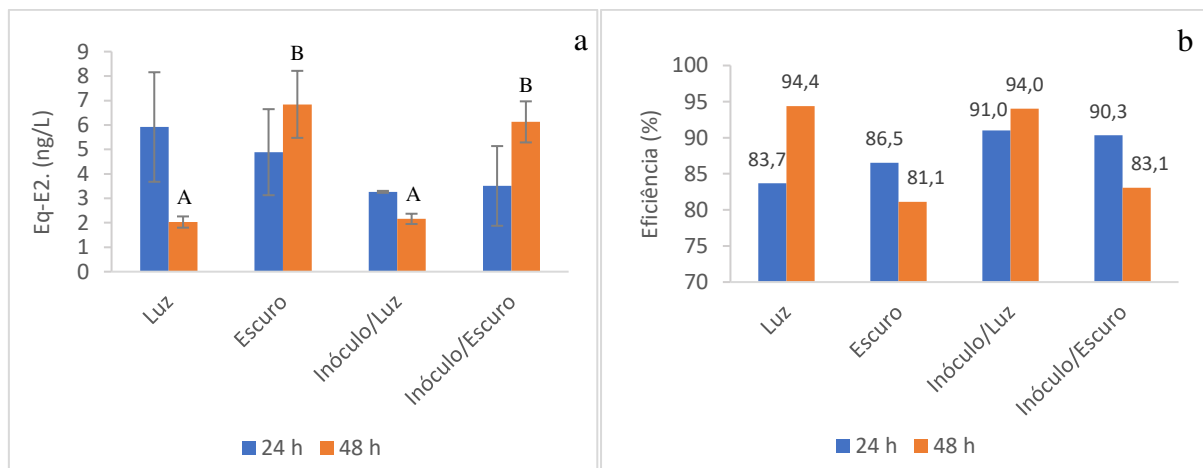 a
Eq-E2. (ng/L)
9
8
7
6
5
4
3
2
1
0
A
B
A
B
Luz
Escuro
Inóculo/Luz
Inóculo/Escuro
24 h 48 h
b
Eficiência (%)
100
95
90
85
80
75
70
83,7
94,4
86,5
81,1
91,0
94,0
90,3
83,1
Luz
Escuro
Inóculo/Luz
Inóculo/Escuro
24 h 48 h